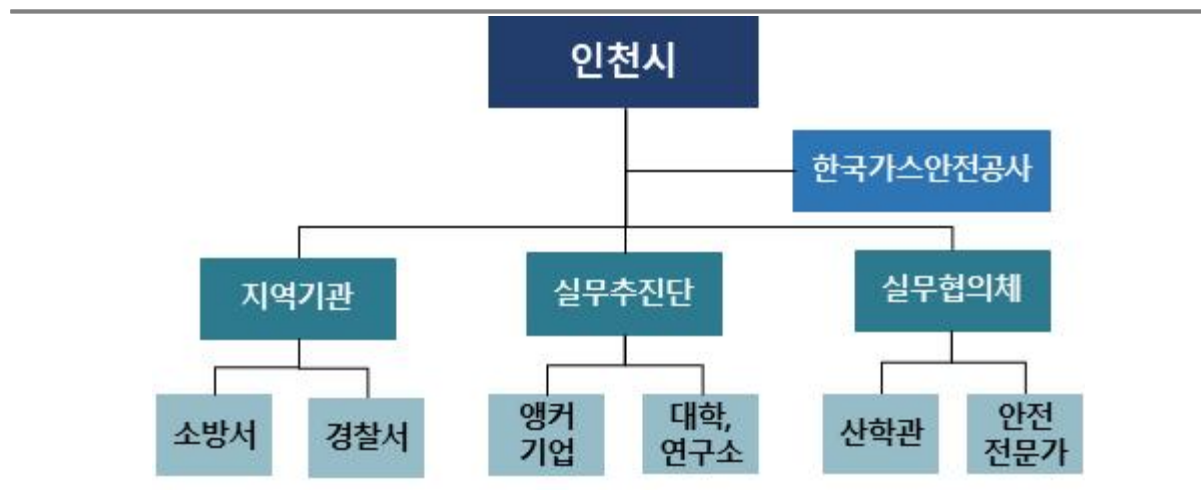 인천시
한국가스안전공사
지역기관
실무추진단
실무협의체
소방서
경찰서
앵커
기업
대학,
연구소
산학관
안전
전문가